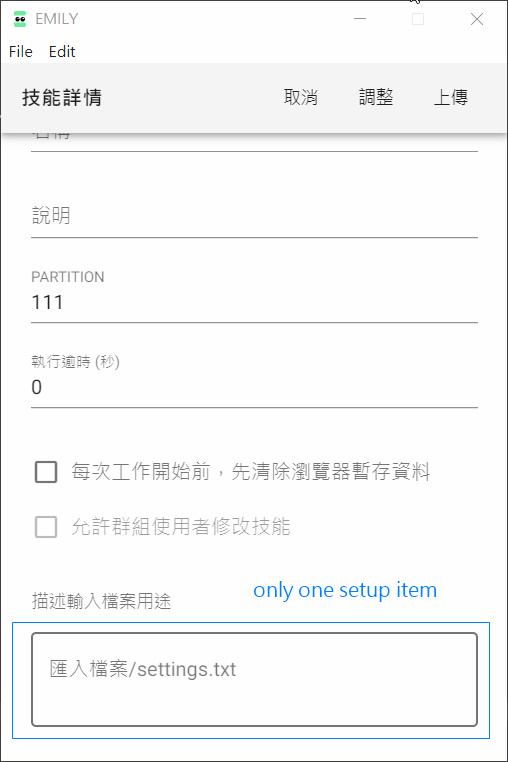 EMILY
File Edit
技能詳情 取消 調整 上傳
說明
PARTITION
111
執行逾時 (秒)
0
每次工作開始前，先清除瀏覽器暫存資料
允許群組使用者修改技能
only one setup item
描述輸入檔案用途
匯入檔案/settings.txt